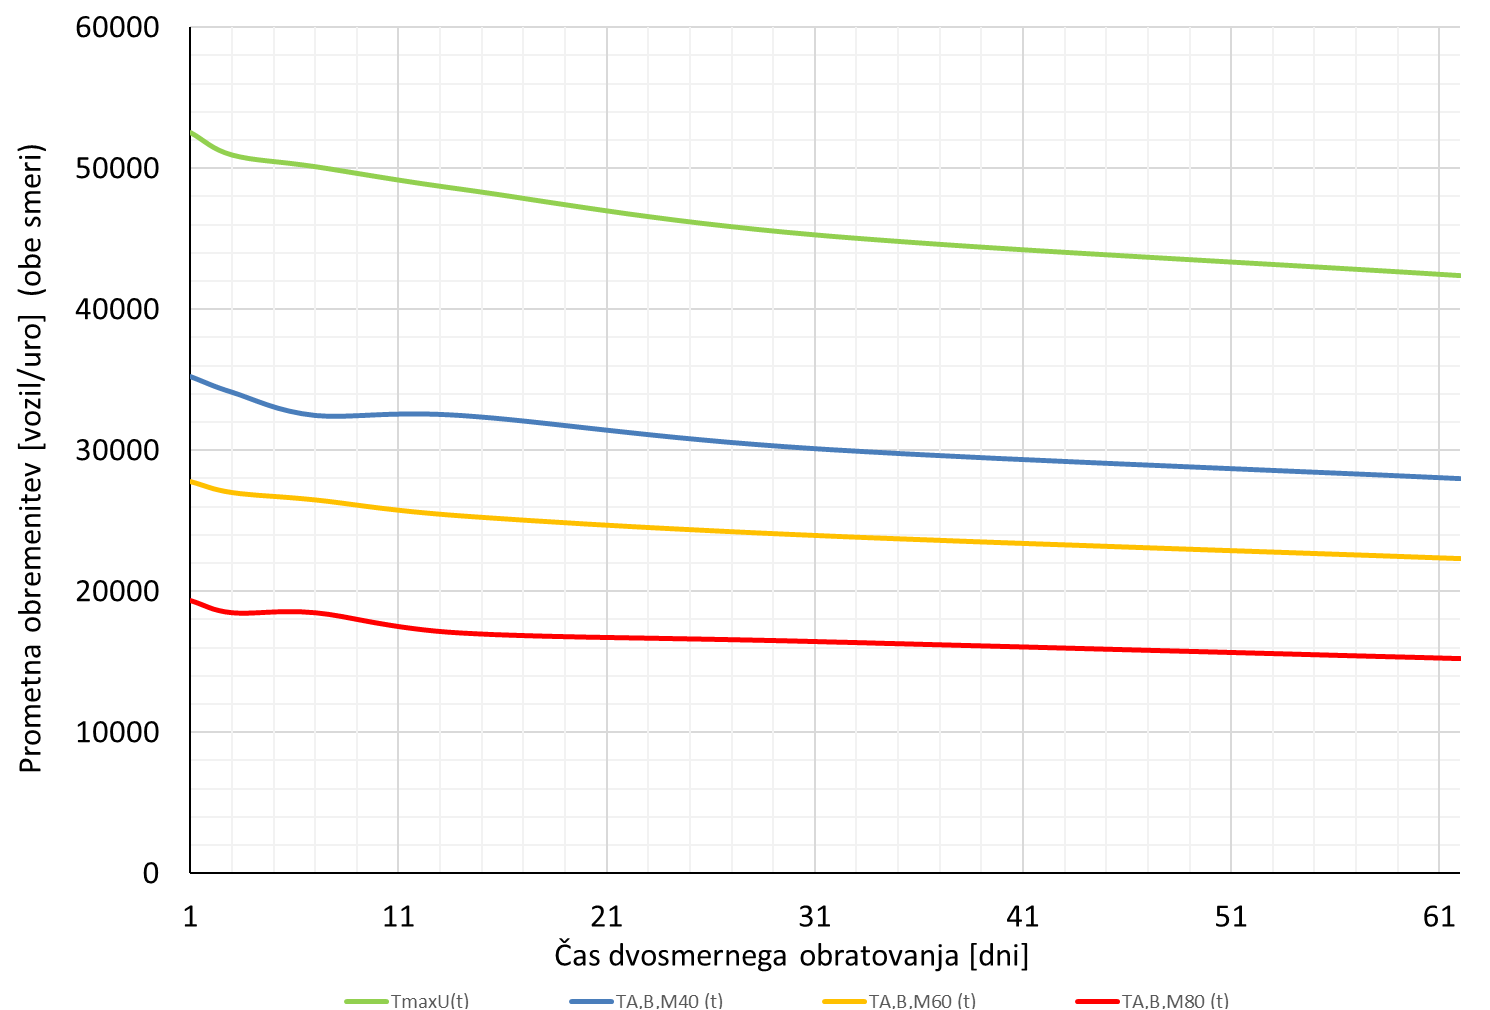 Prometna obremenitev [vozil/uro] (obe smeri)
60000
50000
40000
30000
20000
10000
0
1 11 21 31 41 51 61
Čas dvosmernega obratovanja [dni]
TmaxU(t) TA,B,M40 (t) TA,B,M60 (t) TA,B,M80 (t)